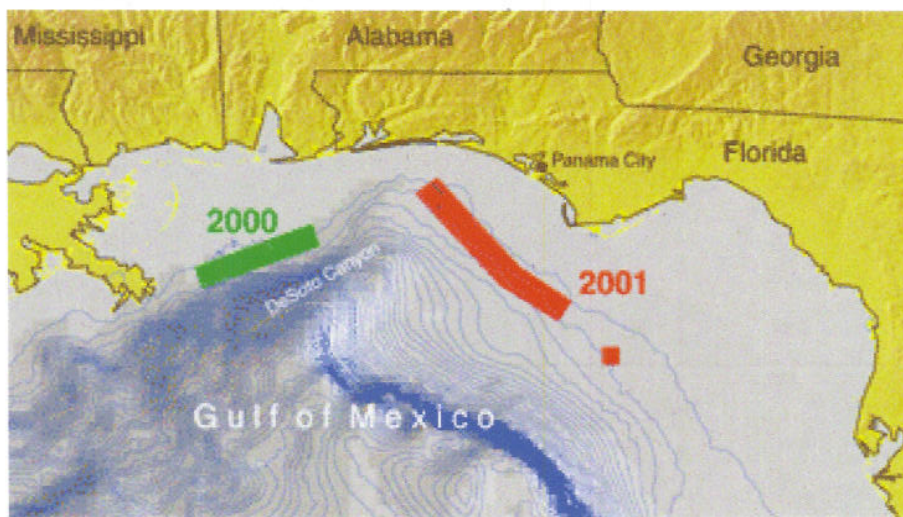 Mississippi
Alabama
Georgia
Panama City
Florida
2000
DeSoto Canyon
2001
Gulf of Mexico